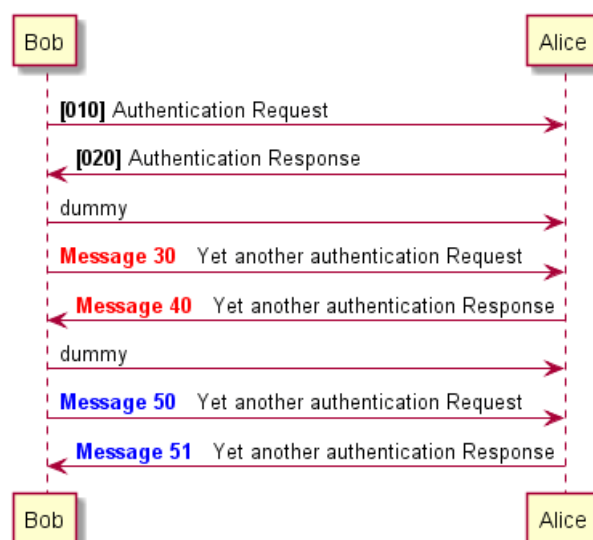 Bob Alice
[010] Authentication Request
[020] Authentication Response
dummy
Message 30 Yet another authentication Request
Message 40 Yet another authentication Response
dummy
Message 50 Yet another authentication Request
Message 51 Yet another authentication Response
Bob Alice